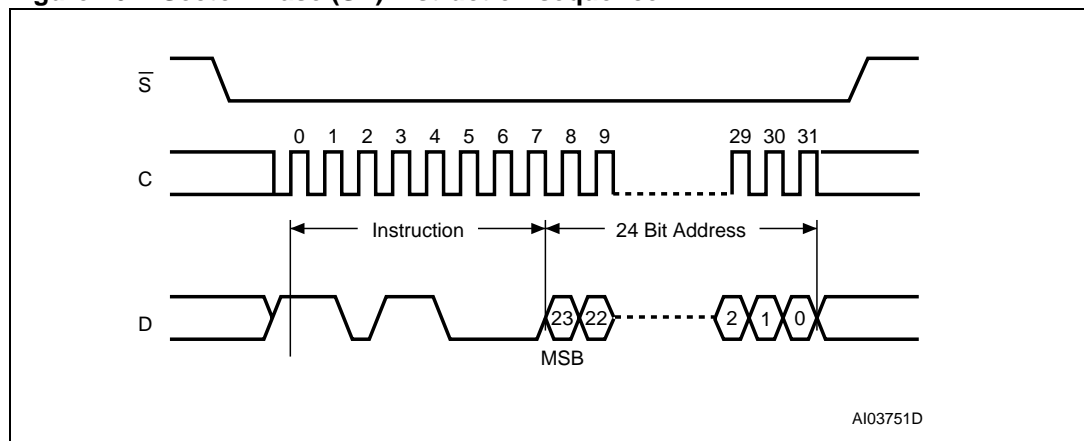 S
0 1 2 3 4 5 6 7 8 9 29 30 31
C
Instruction 24 Bit Address
D 23 22 2 1 0
MSB
AI03751D